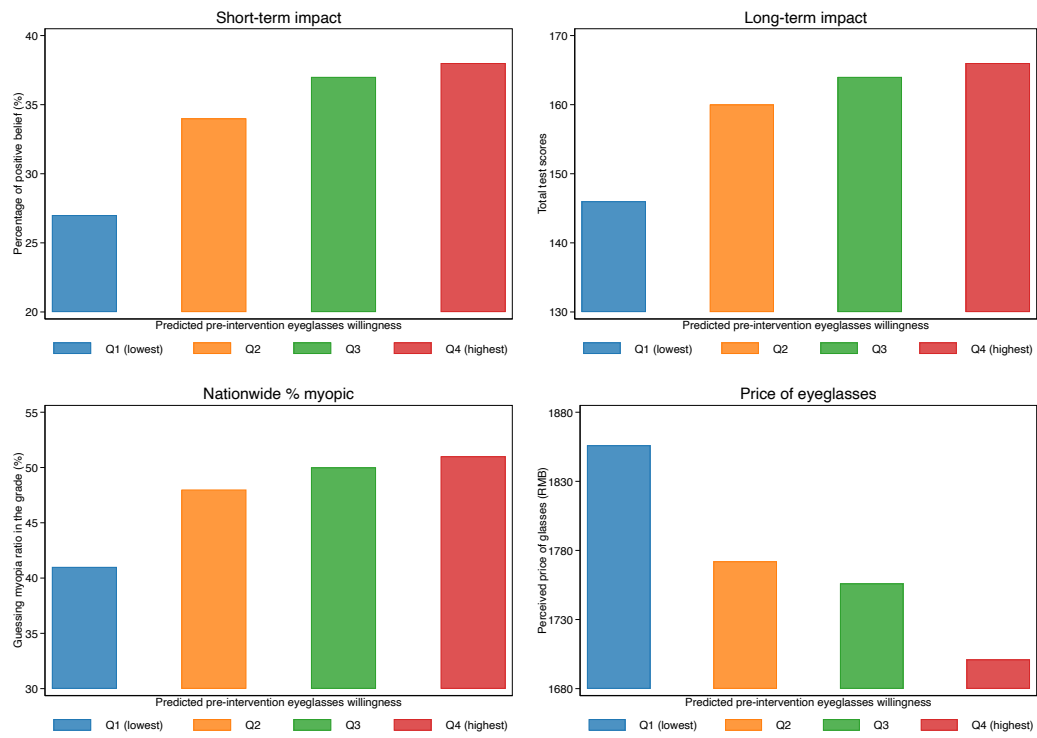 Short-term impact
Percentage of positive belief (%)
40
35
30
25
20
Predicted pre-intervention eyeglasses willingness
Q1 (lowest) Q2 Q3 Q4 (highest)
Long-term impact
Total test scores
170
160
150
140
130
Predicted pre-intervention eyeglasses willingness
Q1 (lowest) Q2 Q3 Q4 (highest)
Nationwide % myopic
Guessing myopia ratio in the grade (%)
55
50
45
40
35
30
Predicted pre-intervention eyeglasses willingness
Q1 (lowest) Q2 Q3 Q4 (highest)
Price of eyeglasses
Perceived price of glasses (RMB)
1880
1830
1780
1730
1680
Predicted pre-intervention eyeglasses willingness
Q1 (lowest) Q2 Q3 Q4 (highest)